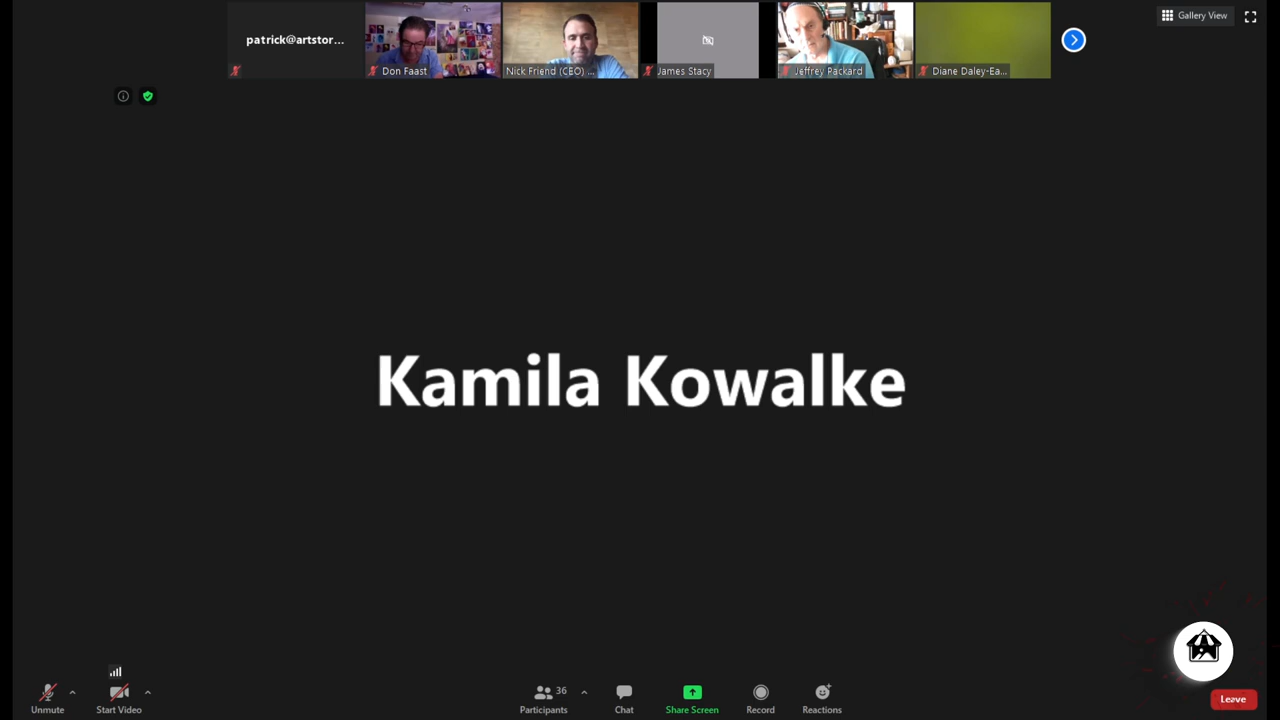 patrick@artstor...
Don Faast
Nick Friend (CEO) ...
James Stacy
Jeffrey Packard
Diane Daley-Ea...
Gallery View
Kamila Kowalke
Unmute
Start Video
36
Participants
Chat
Share Screen
Record
Reactions
Leave